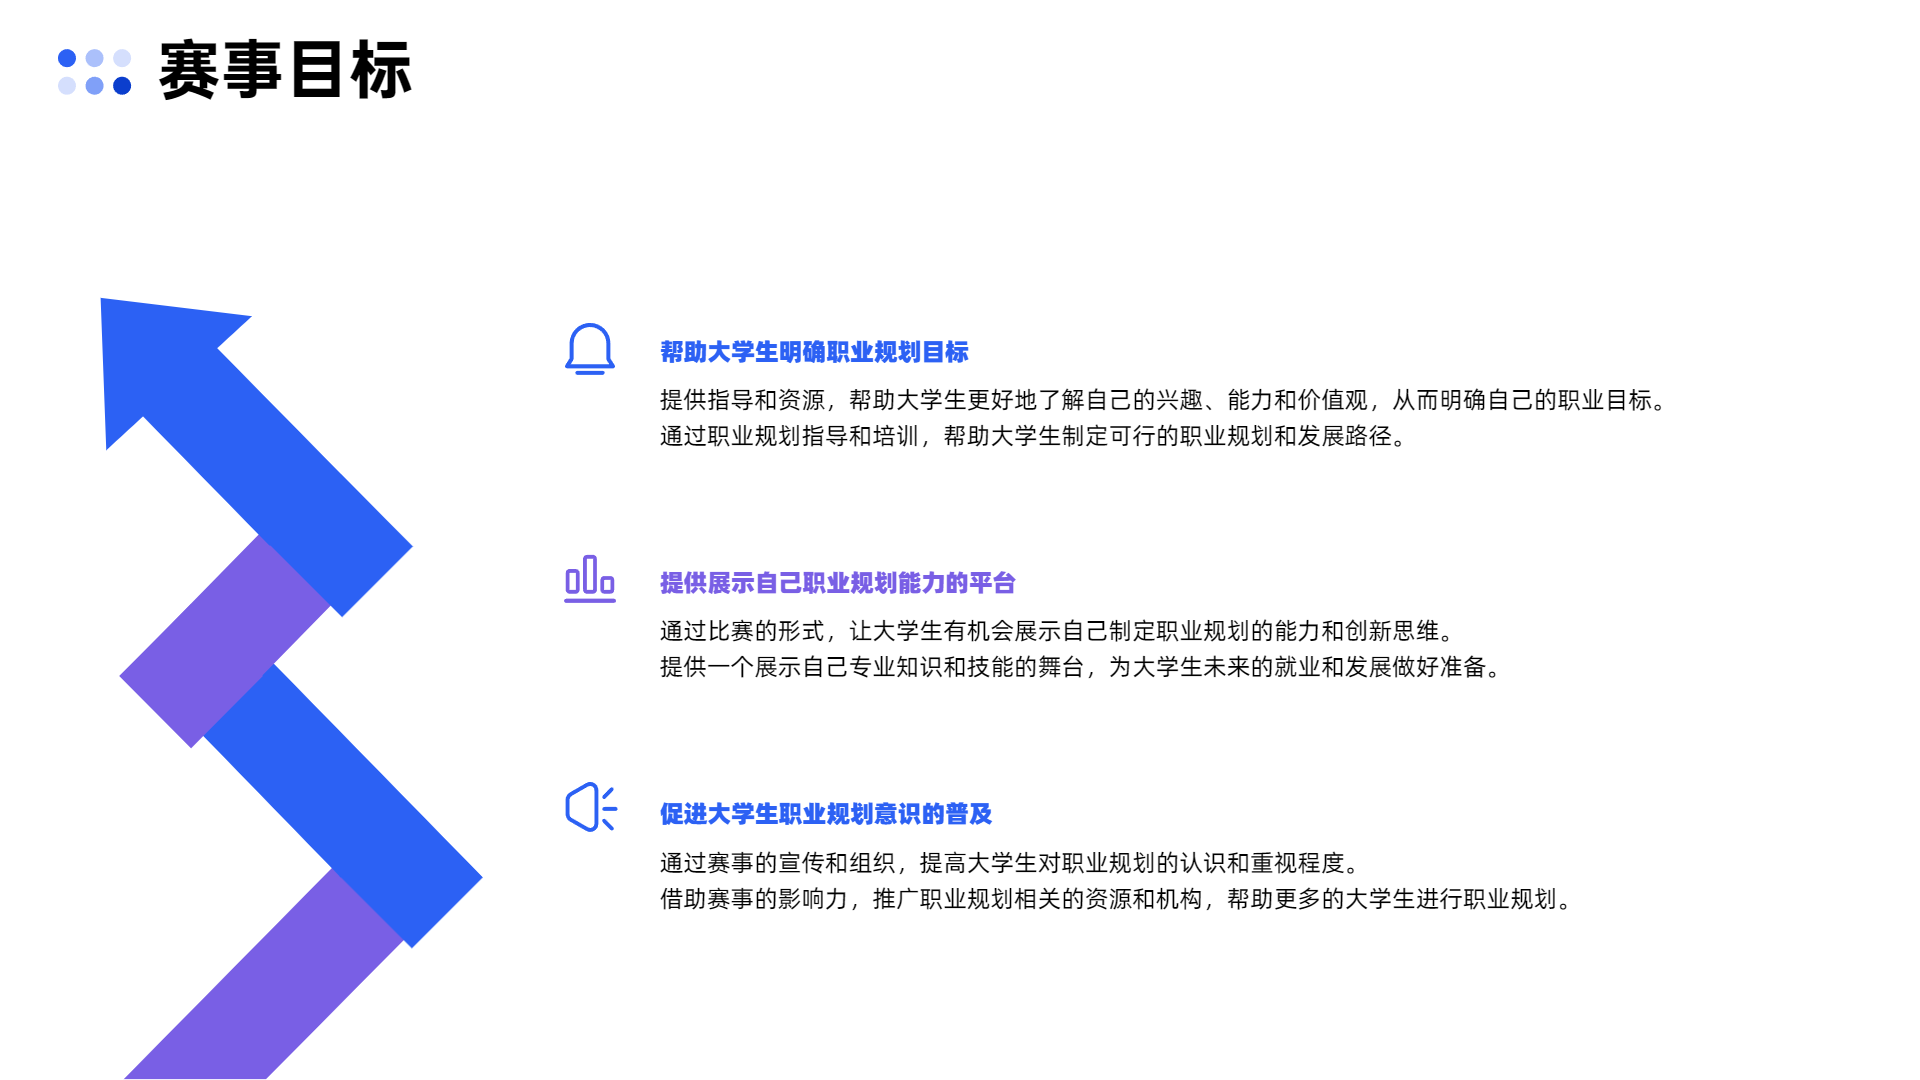 赛事目标
帮助大学生明确职业规划目标
提供指导和资源，帮助大学生更好地了解自己的兴趣、能力和价值观，从而明确自己的职业目标。
通过职业规划指导和培训，帮助大学生制定可行的职业规划和发展路径。
提供展示自己职业规划能力的平台
通过比赛的形式，让大学生有机会展示自己制定职业规划的能力和创新思维。
提供一个展示自己专业知识和技能的舞台，为大学生未来的就业和发展做好准备。
促进大学生职业规划意识的普及
通过赛事的宣传和组织，提高大学生对职业规划的认识和重视程度。
借助赛事的影响力，推广职业规划相关的资源和机构，帮助更多的大学生进行职业规划。